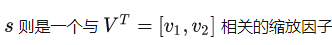 s 则是一个与 V^T = [v_1, v_2] 相关的缩放因子